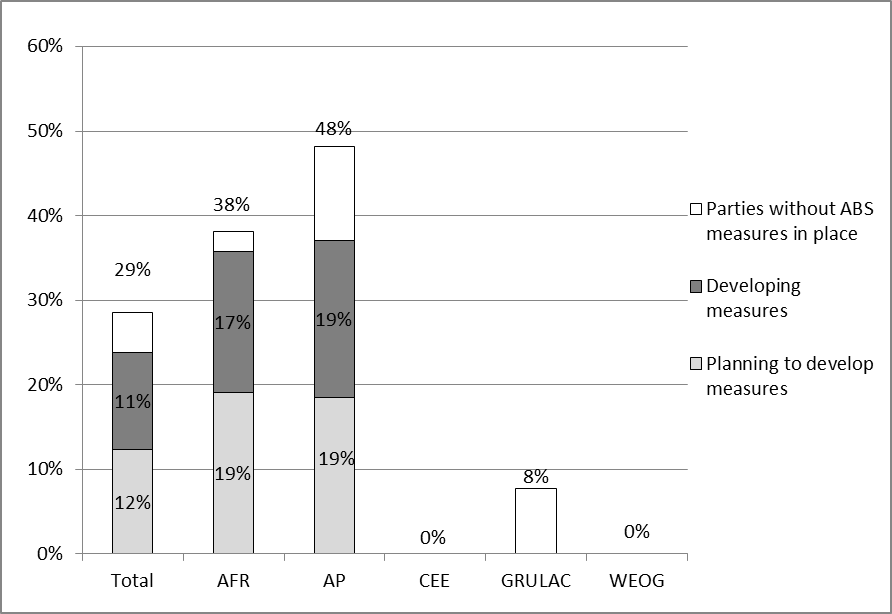 60%
50%
40%
30%
20%
10%
0%
29%
11%
12%
38%
17%
19%
48%
19%
19%
0%
8%
0%
Total AFR AP CEE GRULAC WEOG
Parties without ABS
measures in place
Developing
measures
Planning to develop
measures